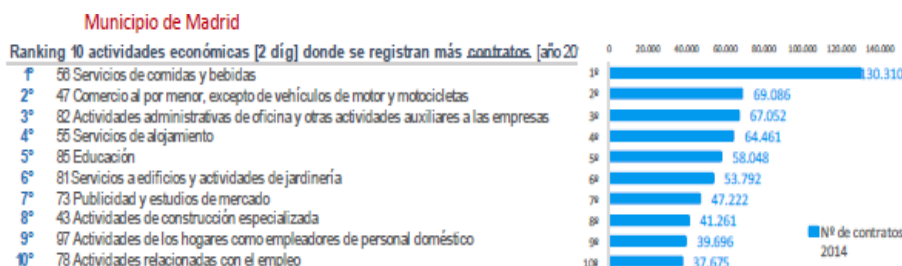 Municipio de Madrid
Ranking 10 actividades económicas [2 díg] donde se registran más contratos [año 20
1º 56 Servicios de comidas y bebidas
2º 47 Comercio al por menor, excepto de vehículos de motor y motocicletas
3º 82 Actividades administrativas de oficina y otras actividades auxiliares a las empresas
4º 55 Servicios de alojamiento
5º 85 Educación
6º 81 Servicios a edificios y actividades de jardinería
7º 73 Publicidad y estudios de mercado
8º 43 Actividades de construcción especializada
9º 97 Actividades de los hogares como empleadores de personal doméstico
10º 78 Actividades relacionadas con el empleo
0 20.000 40.000 60.000 80.000 100.000 120.000 140.000
1º 130.310
2º 69.086
3º 67.052
4º 64.461
5º 58.048
6º 53.792
7º 47.222
8º 41.261
9º 39.696
10º 37.675
Nº de contratos
2014